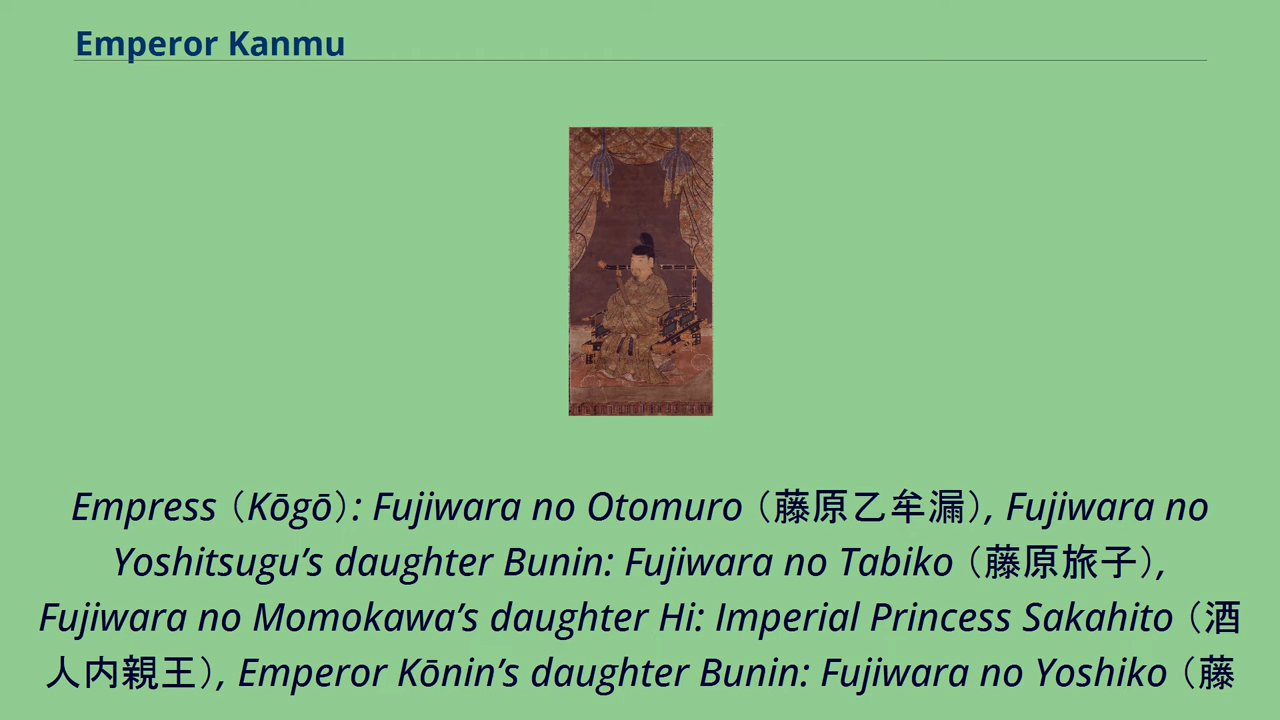 Emperor Kanmu
Empress (Kōgō): Fujiwara no Otomuro (藤原乙牟漏), Fujiwara no
Yoshitsugu’s daughter Bunin: Fujiwara no Tabiko (藤原旅子),
Fujiwara no Momokawa’s daughter Hi: Imperial Princess Sakahito (酒
人内親王), Emperor Kōnin’s daughter Bunin: Fujiwara no Yoshiko (藤